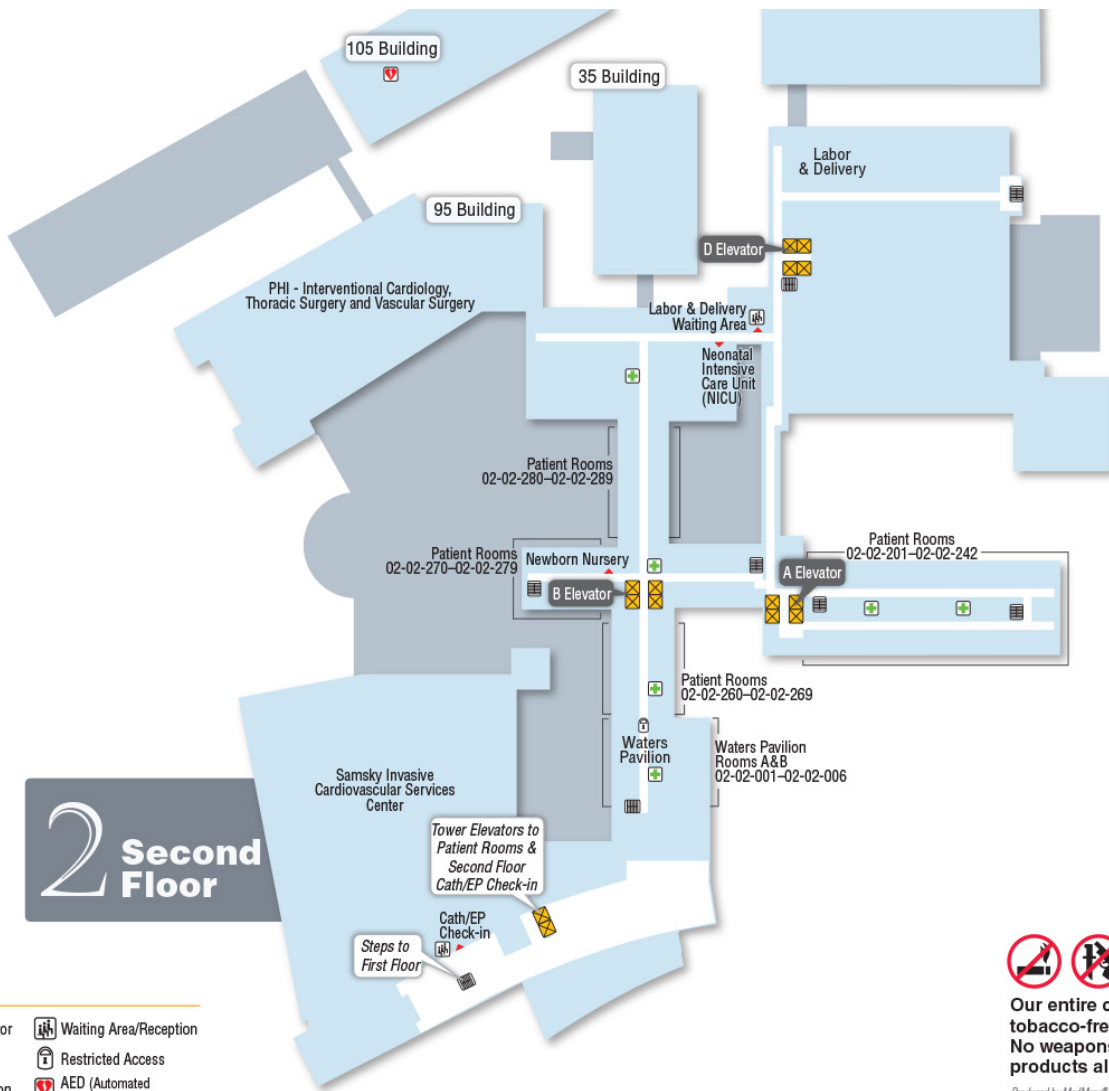 105 Building
35 Building
Labor
& Delivery
95 Building
D Elevator
PHI - Interventional Cardiology,
Thoracic Surgery and Vascular Surgery
Labor & Delivery
Waiting Area
Neonatal
Intensive
Care Unit
(NICU)
Patient Rooms
02-02-280–02-02-289
Patient Rooms
02-02-270–02-02-279
Newborn Nursery
B Elevator
Patient Rooms
02-02-201–02-02-242
A Elevator
Patient Rooms
02-02-260–02-02-269
Waters
Pavilion
Waters Pavilion
Rooms A&B
02-02-001–02-02-006
Samsky Invasive
Cardiovascular Services
Center
2 Second
Floor
Tower Elevators to
Patient Rooms &
Second Floor
Cath/EP Check-in
Cath/EP
Check-in
Steps to
First Floor
Waiting Area/Reception
Restricted Access
AED (Automated
Our entire
tobacco-fre
No weapons
products al